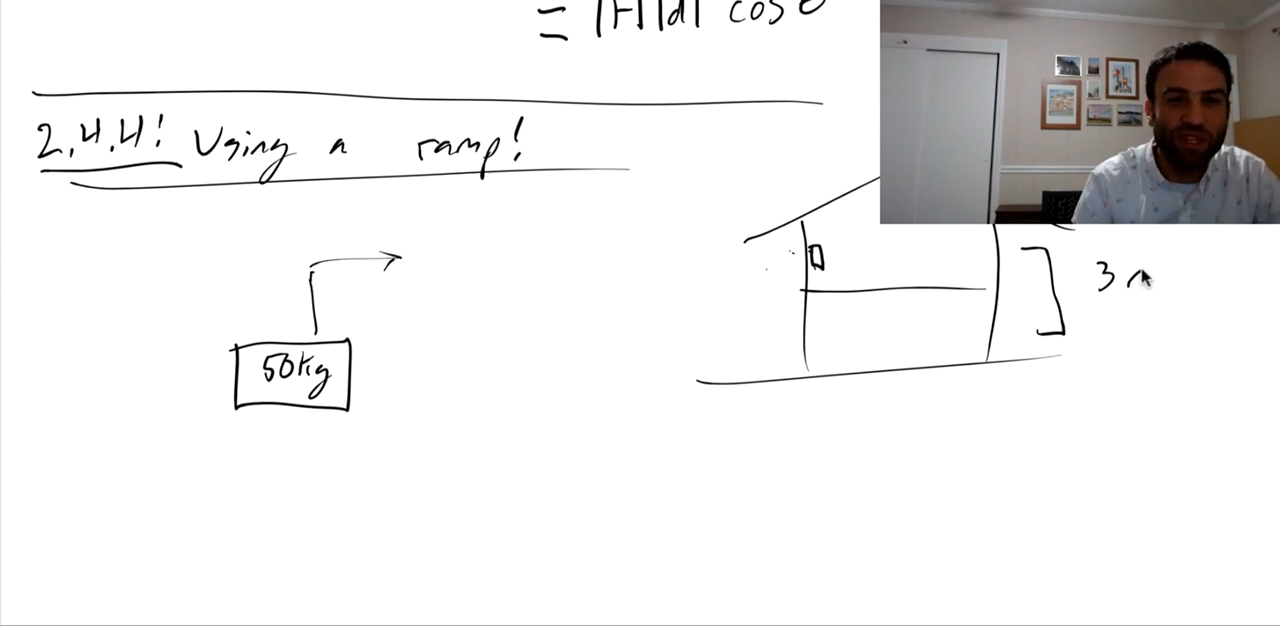 = |F||d| cos θ
2.4.4! Using a ramp!
3 m
50kg